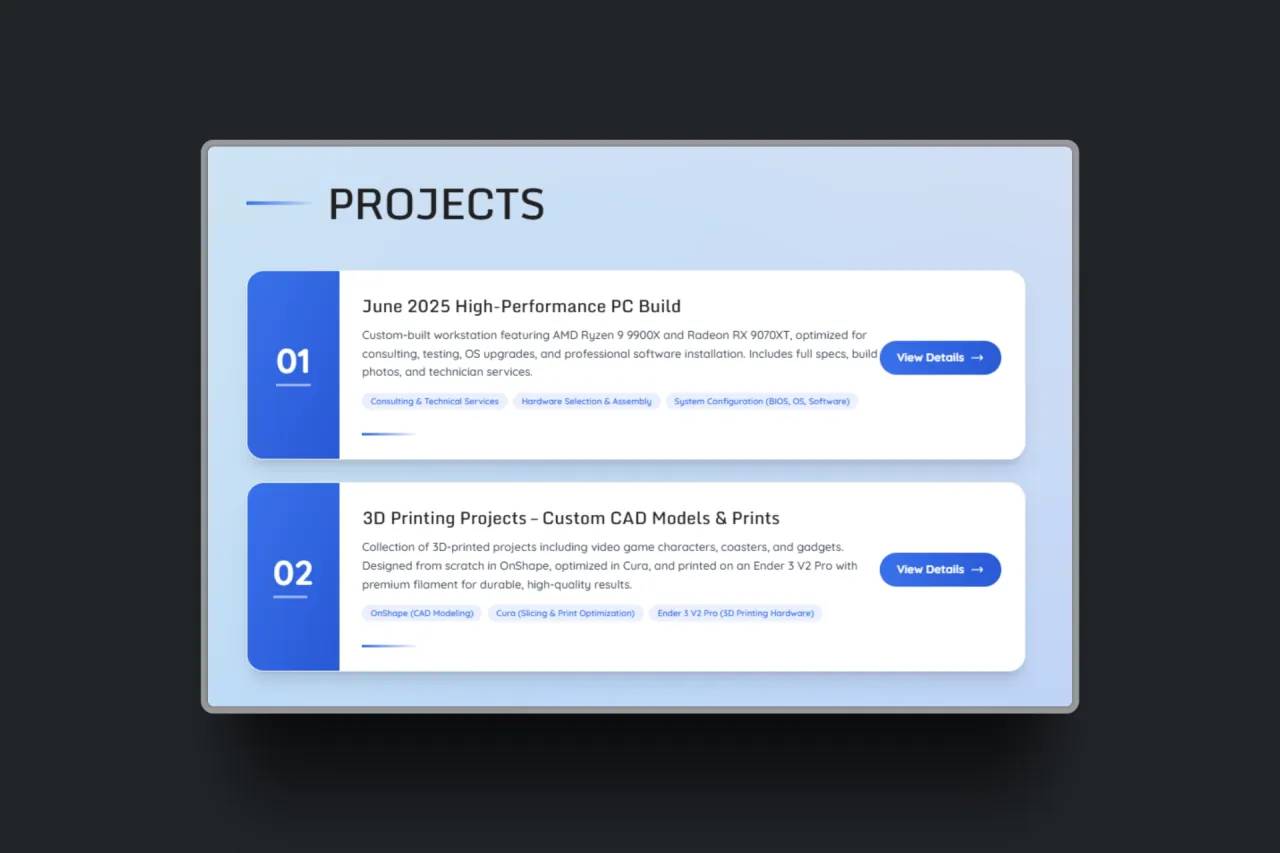 PROJECTS
01
June 2025 High-Performance PC Build
Custom-built workstation featuring AMD Ryzen 9 9900X and Radeon RX 9070XT, optimized for
consulting, testing, OS upgrades, and professional software installation. Includes full specs, build
photos, and technician services.
Consulting & Technical Services
Hardware Selection & Assembly
System Configuration (BIOS, OS, Software)
View Details →
02
3D Printing Projects – Custom CAD Models & Prints
Collection of 3D-printed projects including video game characters, coasters, and gadgets.
Designed from scratch in OnShape, optimized in Cura, and printed on an Ender 3 V2 Pro with
premium filament for durable, high-quality results.
OnShape (CAD Modeling)
Cura (Slicing & Print Optimization)
Ender 3 V2 Pro (3D Printing Hardware)
View Details →